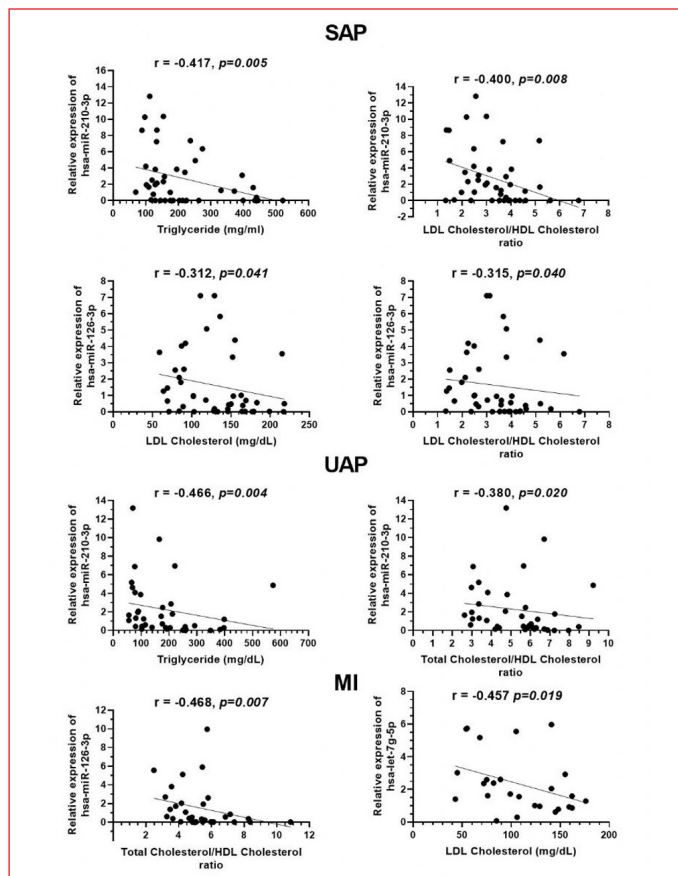 SAP
r = -0.417, p=0.005
Relative expression of
hsa-miR-210-3p
16
14
12
10
8
6
4
2
0
0 100 200 300 400 500 600
Triglyceride (mg/ml)
r = -0.400, p=0.008
Relative expression of
hsa-miR-210-3p
16
14
12
10
8
6
4
2
0
-2
0 2 4 6 8
LDL Cholesterol/HDL Cholesterol
ratio
r = -0.312, p=0.041
Relative expression of
hsa-miR-126-3p
8
7
6
5
4
3
2
1
0
0 50 100 150 200 250
LDL Cholesterol (mg/dL)
r = -0.315, p=0.040
Relative expression of
hsa-miR-126-3p
8
7
6
5
4
3
2
1
0
0 2 4 6 8
LDL Cholesterol/HDL Cholesterol
ratio
UAP
r = -0.466, p=0.004
Relative expression of
hsa-miR-210-3p
14
12
10
8
6
4
2
0
0 100 200 300 400 500 600 700
Triglyceride (mg/dL)
r = -0.380, p=0.020
Relative expression of
hsa-miR-210-3p
14
12
10
8
6
4
2
0
0 1 2 3 4 5 6 7 8 9 10
Total Cholesterol/HDL Cholesterol
ratio
MI
r = -0.468, p=0.007
Relative expression of
hsa-miR-126-3p
12
10
8
6
4
2
0
0 2 4 6 8 10 12
Total Cholesterol/HDL Cholesterol
ratio
r = -0.457 p=0.019
Relative expression of
hsa-let-7g-5p
8
6
4
2
0
0 50 100 150 200
LDL Cholesterol (mg/dL)